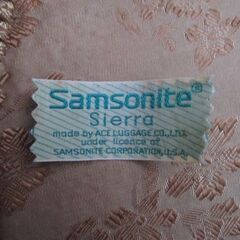 Samsonite®
Sierra
made by ACE LUGGAGE CO., LTD.
under licence of
SAMSONITE CORPORATION, U.S.A.